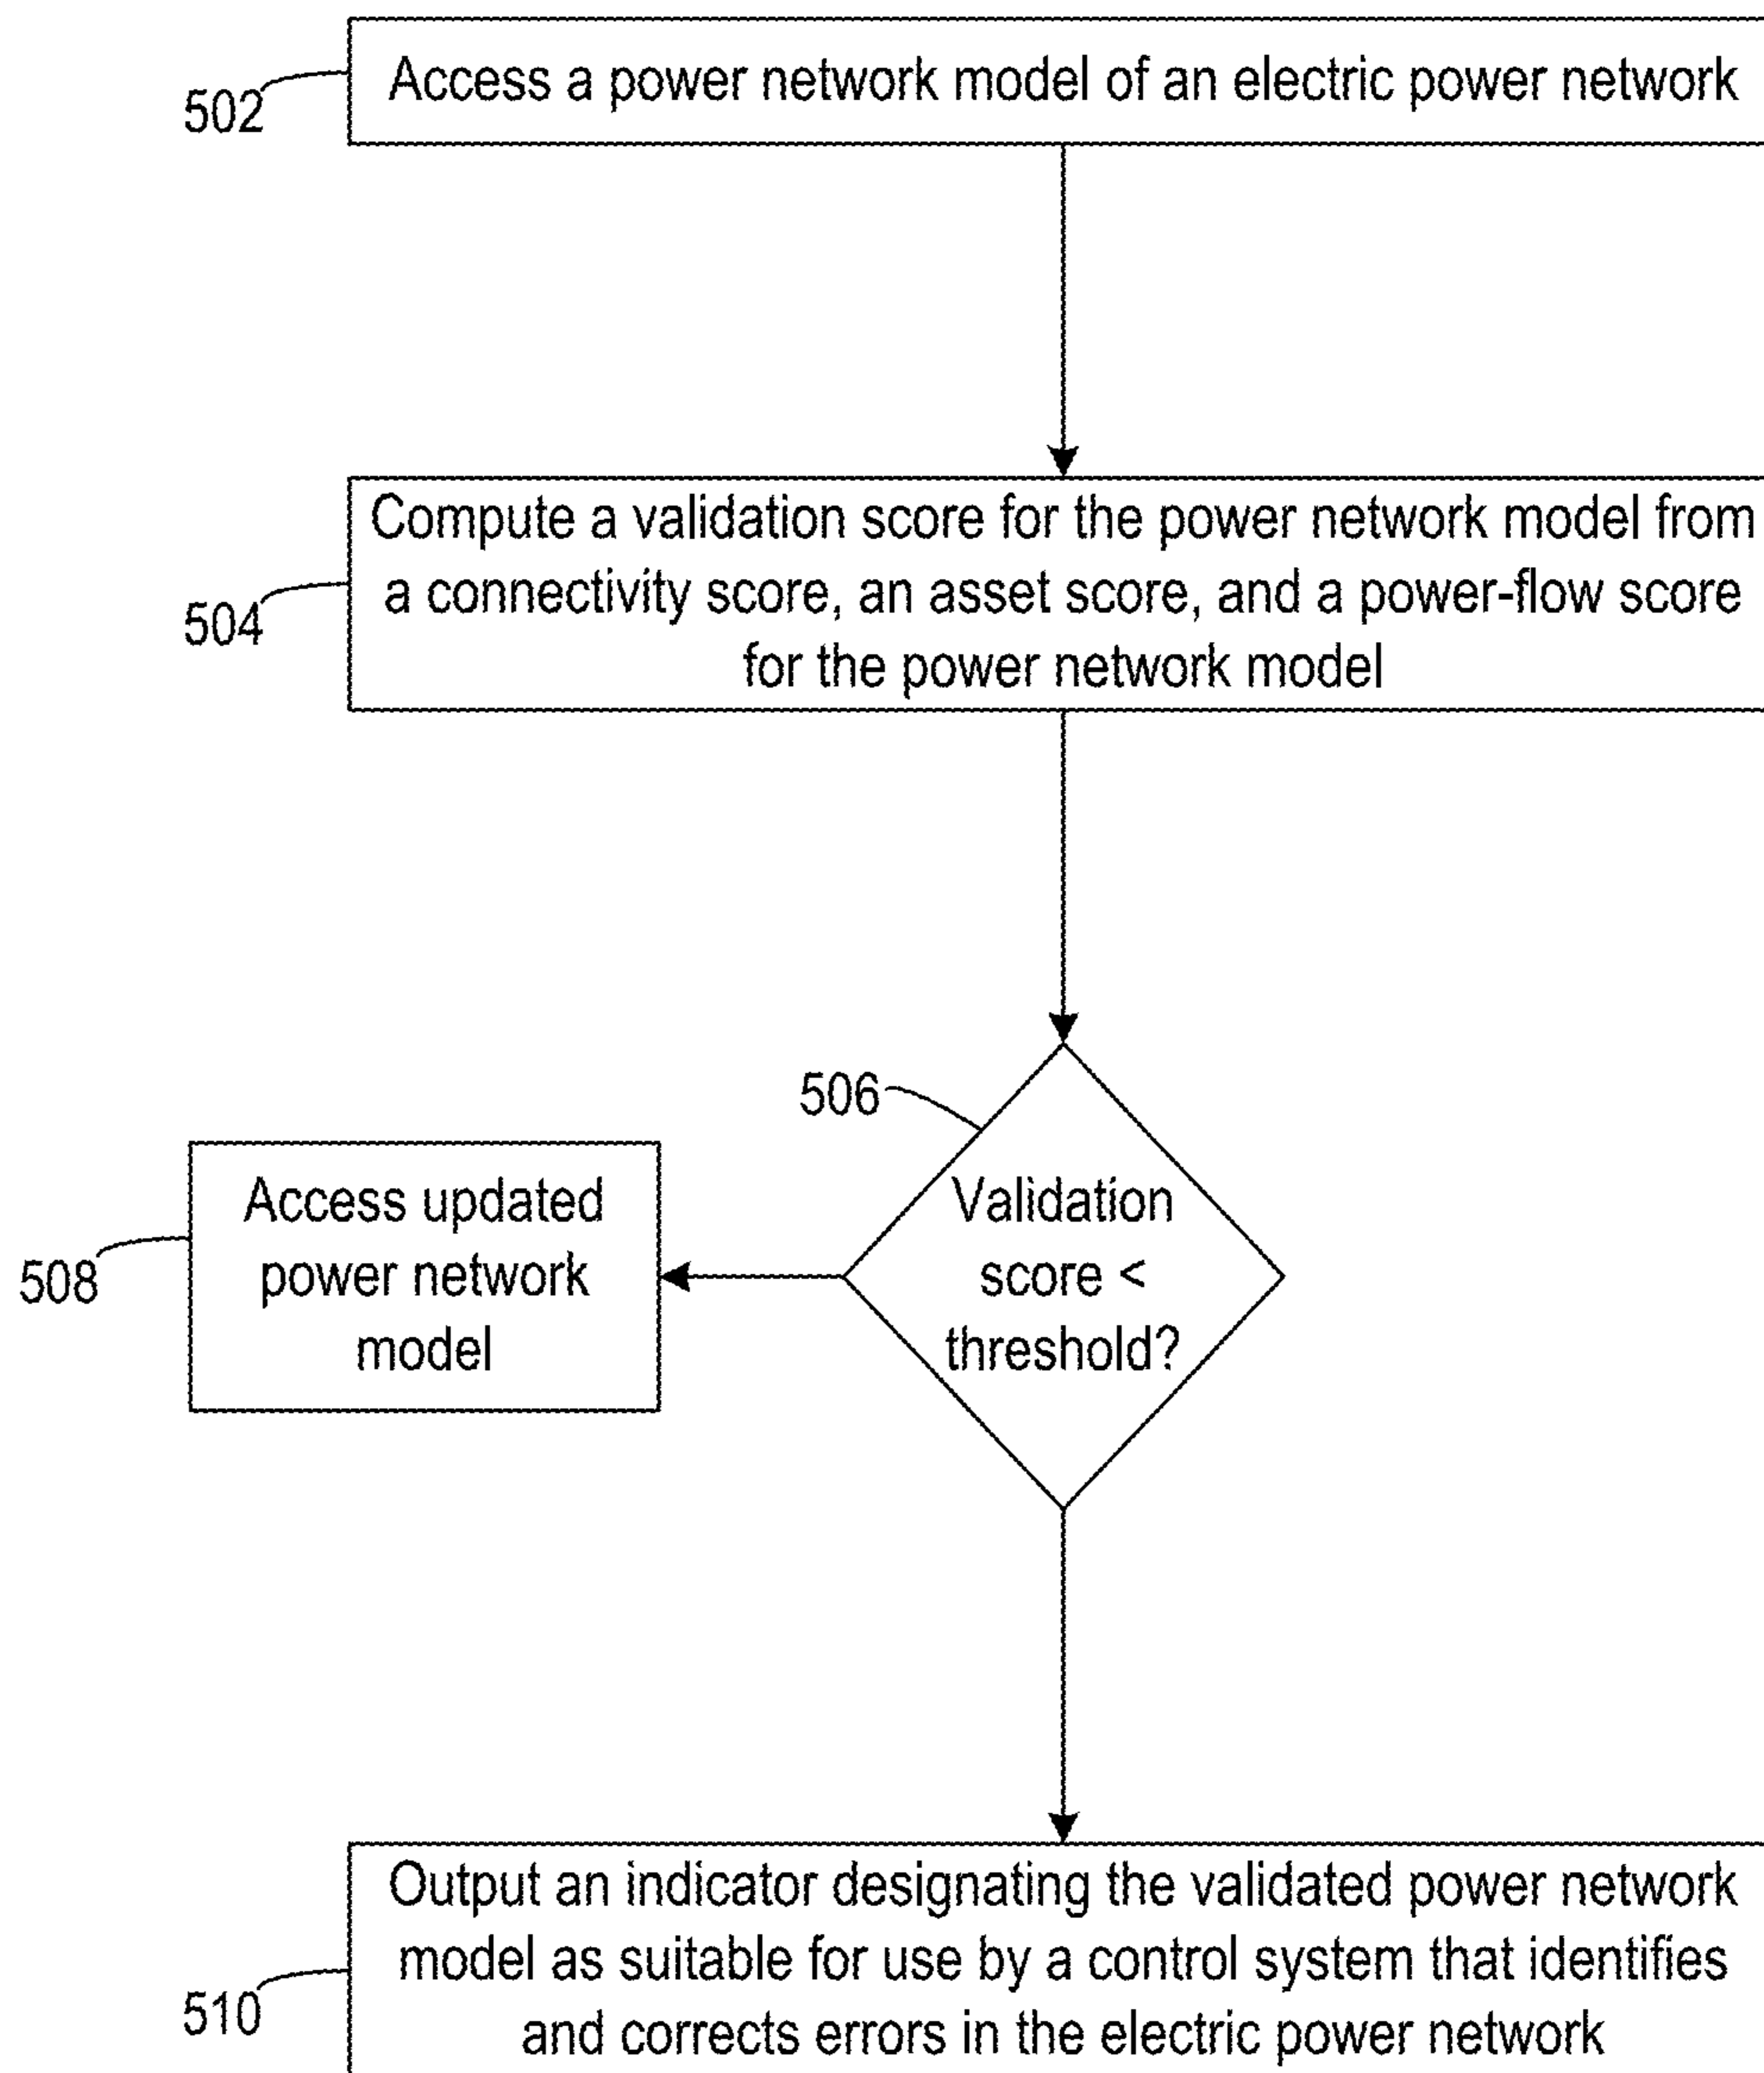 502
Access a power network model of an electric power network
504
Compute a validation score for the power network model from
a connectivity score, an asset score, and a power-flow score
for the power network model
506
Validation
score <
threshold?
508
Access updated
power network
model
510
Output an indicator designating the validated power network
model as suitable for use by a control system that identifies
and corrects errors in the electric power network